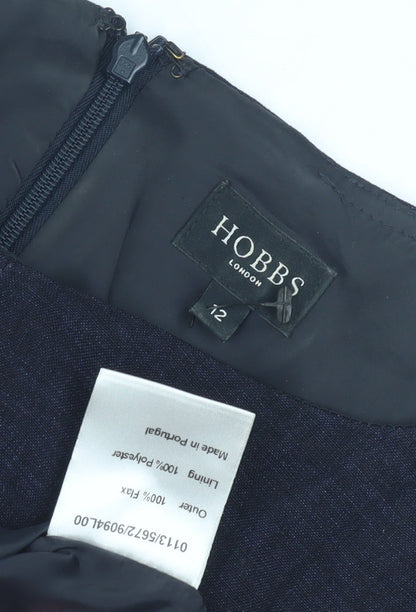 HOBBS
LONDON
12
0113/5672/9094L00
Outer 100% Flax
Lining 100% Polyester
Made in Portugal